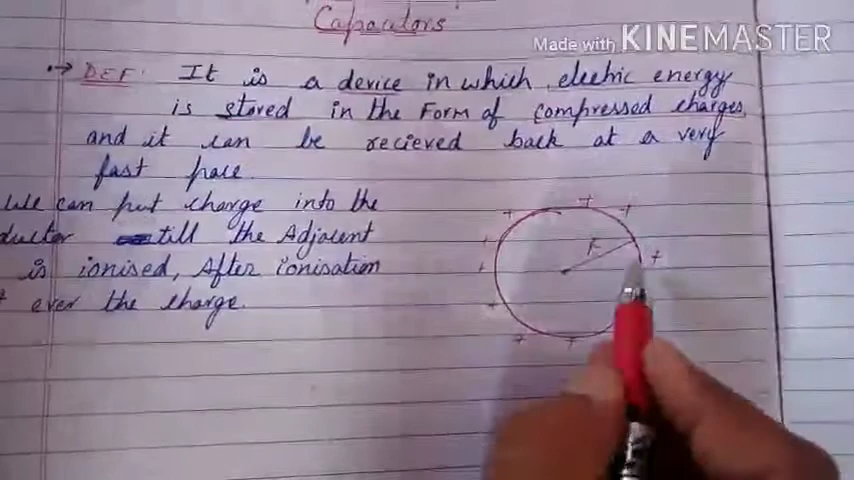 Capacitors
Made with KINEMASTER
→ DEF: It is a device in which electric energy
is stored in the Form of compressed charges,
and it can be recieved back at a very
fast pace.
We can put charge into the
ductor till the Adjacent
is ionised, After ionisation
ever the charge.
+ + +
+ r +
+
+
+ +